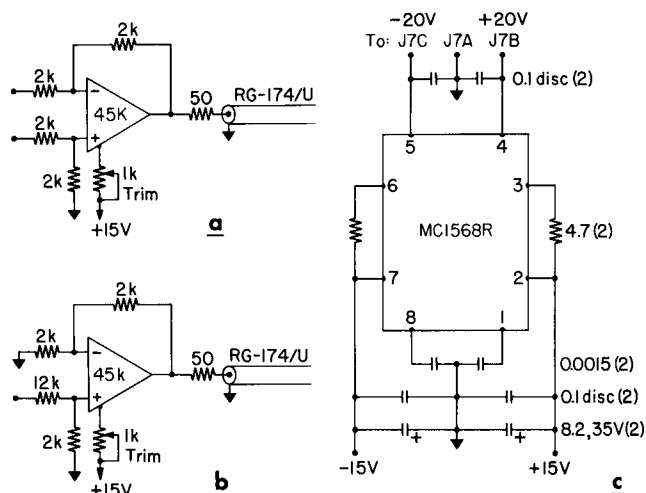 2k
2k
45K
50
RG-174/U
2k
2k
1k
Trim
+15V
a
2k
2k
45k
50
RG-174/U
12k
2k
1k
Trim
+15V
b
-20V +20V
To: J7C J7A J7B
0.1 disc (2)
5 4
6 3
MC1568R
4.7 (2)
7 2
8 1
0.0015 (2)
0.1 disc (2)
+ + 8.2, 35V (2)
-15V +15V
c